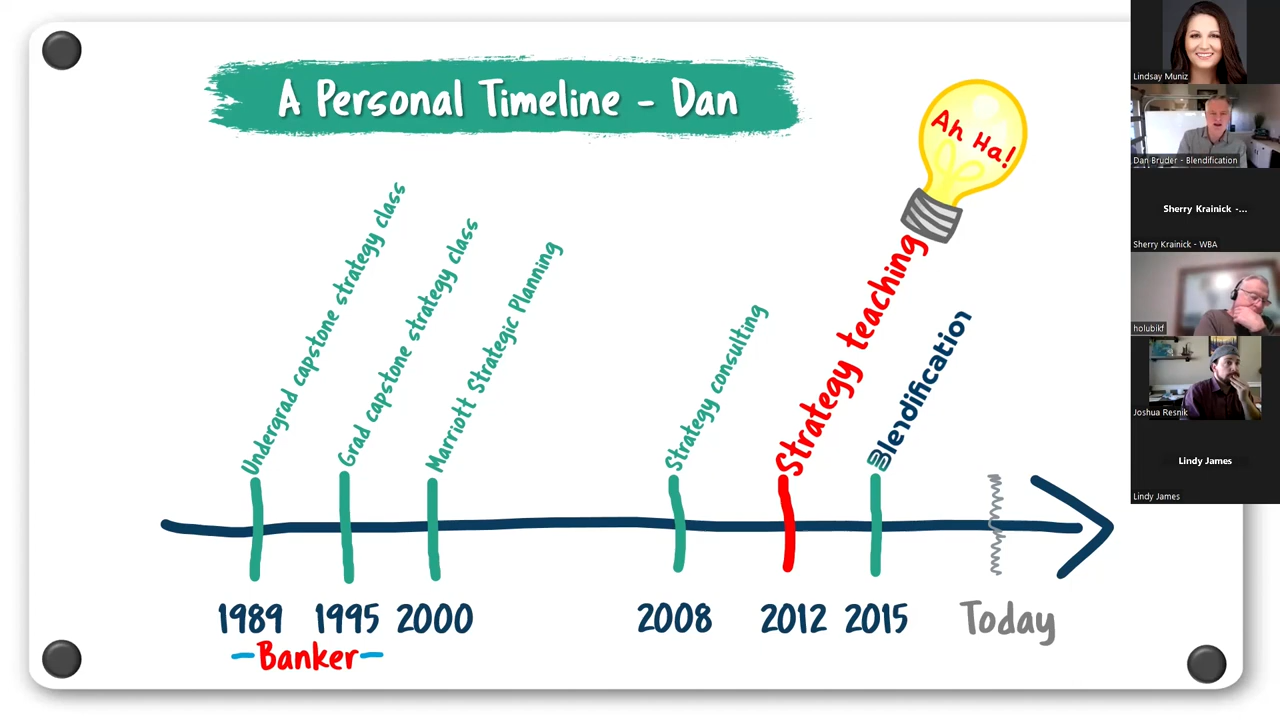 A Personal Timeline - Dan
Ah Ha!
Undergrad capstone strategy class
Grad capstone strategy class
Marriott Strategic Planning
Strategy consulting
Strategy teaching
Blendification
1989
1995
2000
2008
2012
2015
Today
Banker
Lindsay Muniz
Dan Bruder - Blendification
Sherry Krainick -...
Sherry Krainick - WBA
holubikf
Joshua Resnik
Lindy James
Lindy James